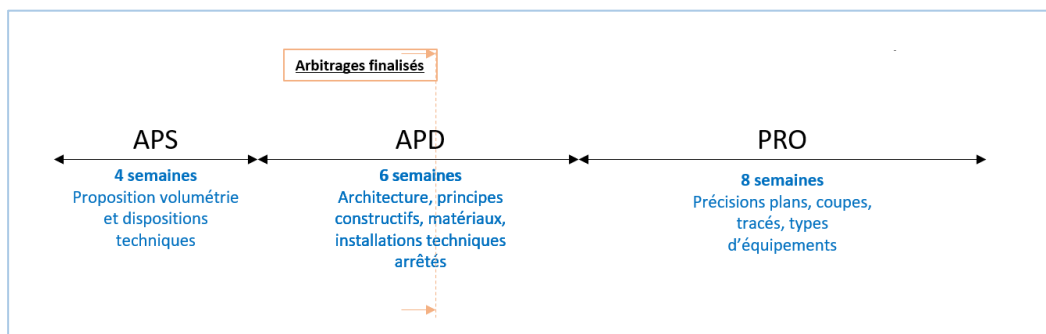 Arbitrages finalisés
APS
APD
PRO
4 semaines
Proposition volumétrie
et dispositions
techniques
6 semaines
Architecture, principes
constructifs, matériaux,
installations techniques
arrêtés
8 semaines
Précisions plans, coupes,
tracés, types
d’équipements